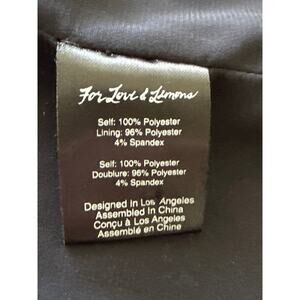 For Love & Lemons
Self: 100% Polyester
Lining: 96% Polyester
4% Spandex
Self: 100% Polyester
Doublure: 96% Polyester
4% Spandex
Designed in Los Angeles
Assembled In China
Conçu a Los Angeles
Assemblé en Chine